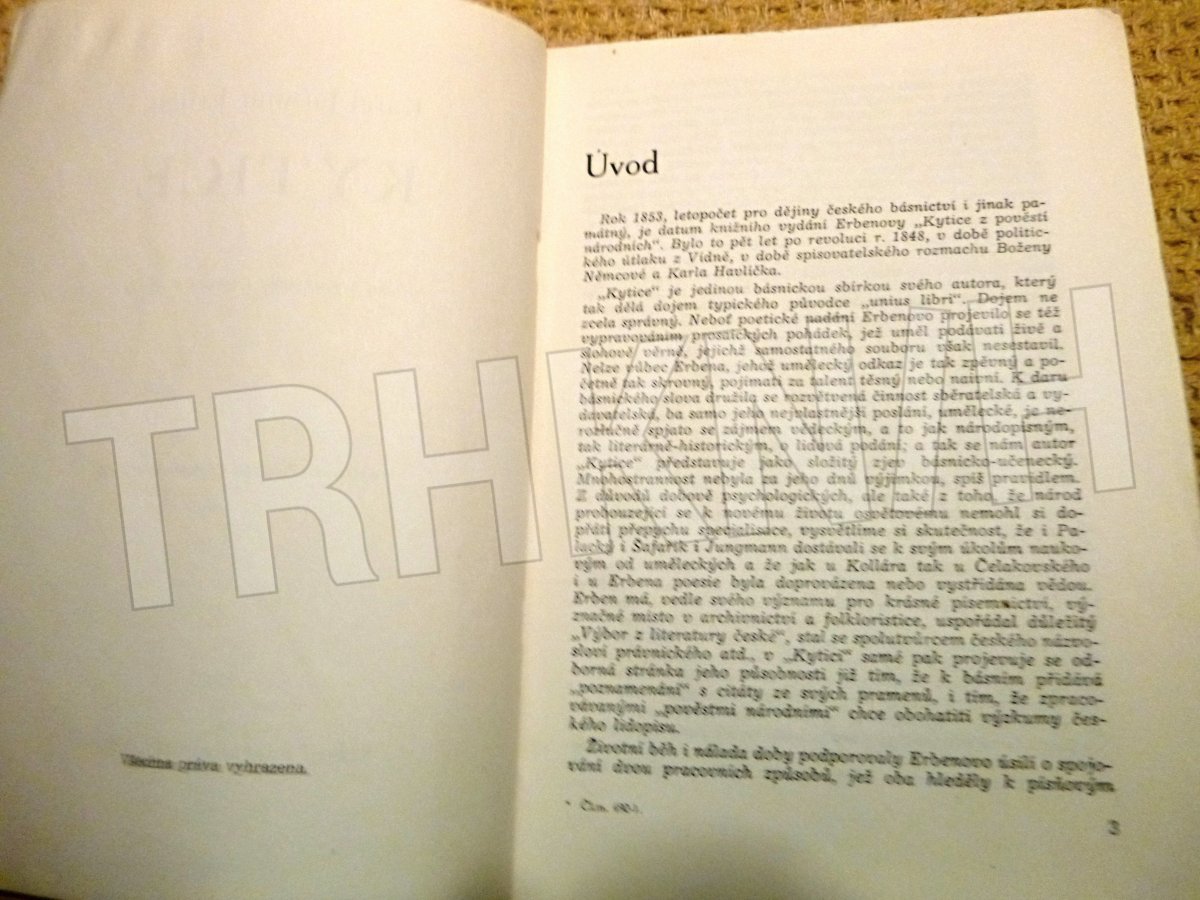 Všechna práva vyhrazena.
Úvod
Rok 1853, letopočet pro dějiny českého básnictví i jinak pa-
mátný, je datum knižního vydání Erbenovy „Kytice z pověstí
národních“. Bylo to pět let po revoluci r. 1848, v době politic-
kého útlaku z Vídně, v době spisovatelského rozmachu Boženy
Němcové a Karla Havlíčka.
„Kytice“ je jedinou básnickou sbírkou svého autora, který
tak dělá dojem typického původce „unius libri“. Dojem ne
zcela správný. Neboť poetické nadání Erbenovo projevilo se též
vypravováním prosaických pohádek, jež uměl podávati živě a
slohově věrně, jejichž samostatného souboru však nesestavil.
Nelze vůbec Erbena, jehož umělecký odkaz je tak zpěvný a po-
četně tak skrovný, pojímati za talent těsný nebo naivní. K daru
básnického slova družila se rozvětvená činnost sběratelská a vy-
davatelská, ba samo jeho nejvlastnější poslání, umělecké, je ne-
rozlučně spjato se zájmem vědeckým, a to jak národopisným,
tak literárně-historickým, o lidová podání; a tak se nám autor
„Kytice“ představuje jako složitý zjev básnicko-učenecký.
Mnohostrannost nebyla za jeho dnů výjimkou, spíš pravidlem.
Z důvodů dobově psychologických, ale také z toho, že národ
probouzející se k novému životu osvětovému nemohl si do-
přáti přepychu specialisace, vysvětlíme si skutečnost, že i Pa-
lacký i Šafařík i Jungmann dostávali se k svým úkolům nauko-
vým od uměleckých a že jak u Kollára tak u Čelakovského
i u Erbena poesie byla doprovázena nebo vystřídána vědou.
Erben má, vedle svého významu pro krásné písemnictví, vý-
značné místo v archivnictví a folkloristice, uspořádal důležitý
„Výbor z literatury české“, stal se spolutvůrcem českého názvo-
sloví právnického atd., v „Kytici“ samé pak projevuje se od-
borná stránka jeho působnosti již tím, že k básním přidává
„poznamenání“ s citáty ze svých pramenů, i tím, že zpraco-
vávanými „pověstmi národními“ chce obohatiti výzkumy čes-
kého lidopisu.
Životní běh i nálada doby podporovaly Erbenovo úsilí o spojo-
vání dvou pracovních způsobů, jež oba hleděly k písňovým
3